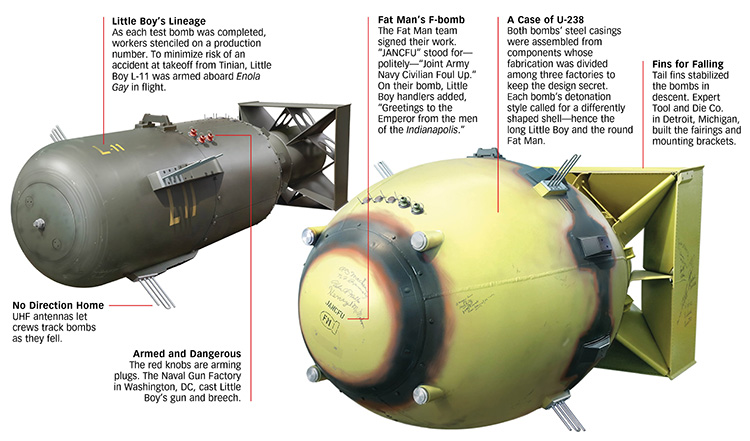 Little Boy's Lineage
As each test bomb was completed,
workers stenciled on a production
number. To minimize risk of an
accident at takeoff from Tinian, Little
Boy L-11 was armed aboard Enola
Gay in flight.
Fat Man's F-bomb
The Fat Man team
signed their work.
“JANCFU” stood for—
politely—“Joint Army
Navy Civilian Foul Up.”
On their bomb, Little
Boy handlers added,
“Greetings to the
Emperor from the men
of the Indianapolis.”
A Case of U-238
Both bombs' steel casings
were assembled from
components whose
fabrication was divided
among three factories to
keep the design secret.
Each bomb's detonation
style called for a differently
shaped shell—hence the
long Little Boy and the round
Fat Man.
Fins for Falling
Tail fins stabilized
the bombs in
descent. Expert
Tool and Die Co.
in Detroit, Michigan,
built the fairings and
mounting brackets.
L11
L11
No Direction Home
UHF antennas let
crews track bombs
as they fell.
Armed and Dangerous
The red knobs are arming
plugs. The Naval Gun Factory
in Washington, DC, cast Little
Boy's gun and breech.
JANCFU
FM